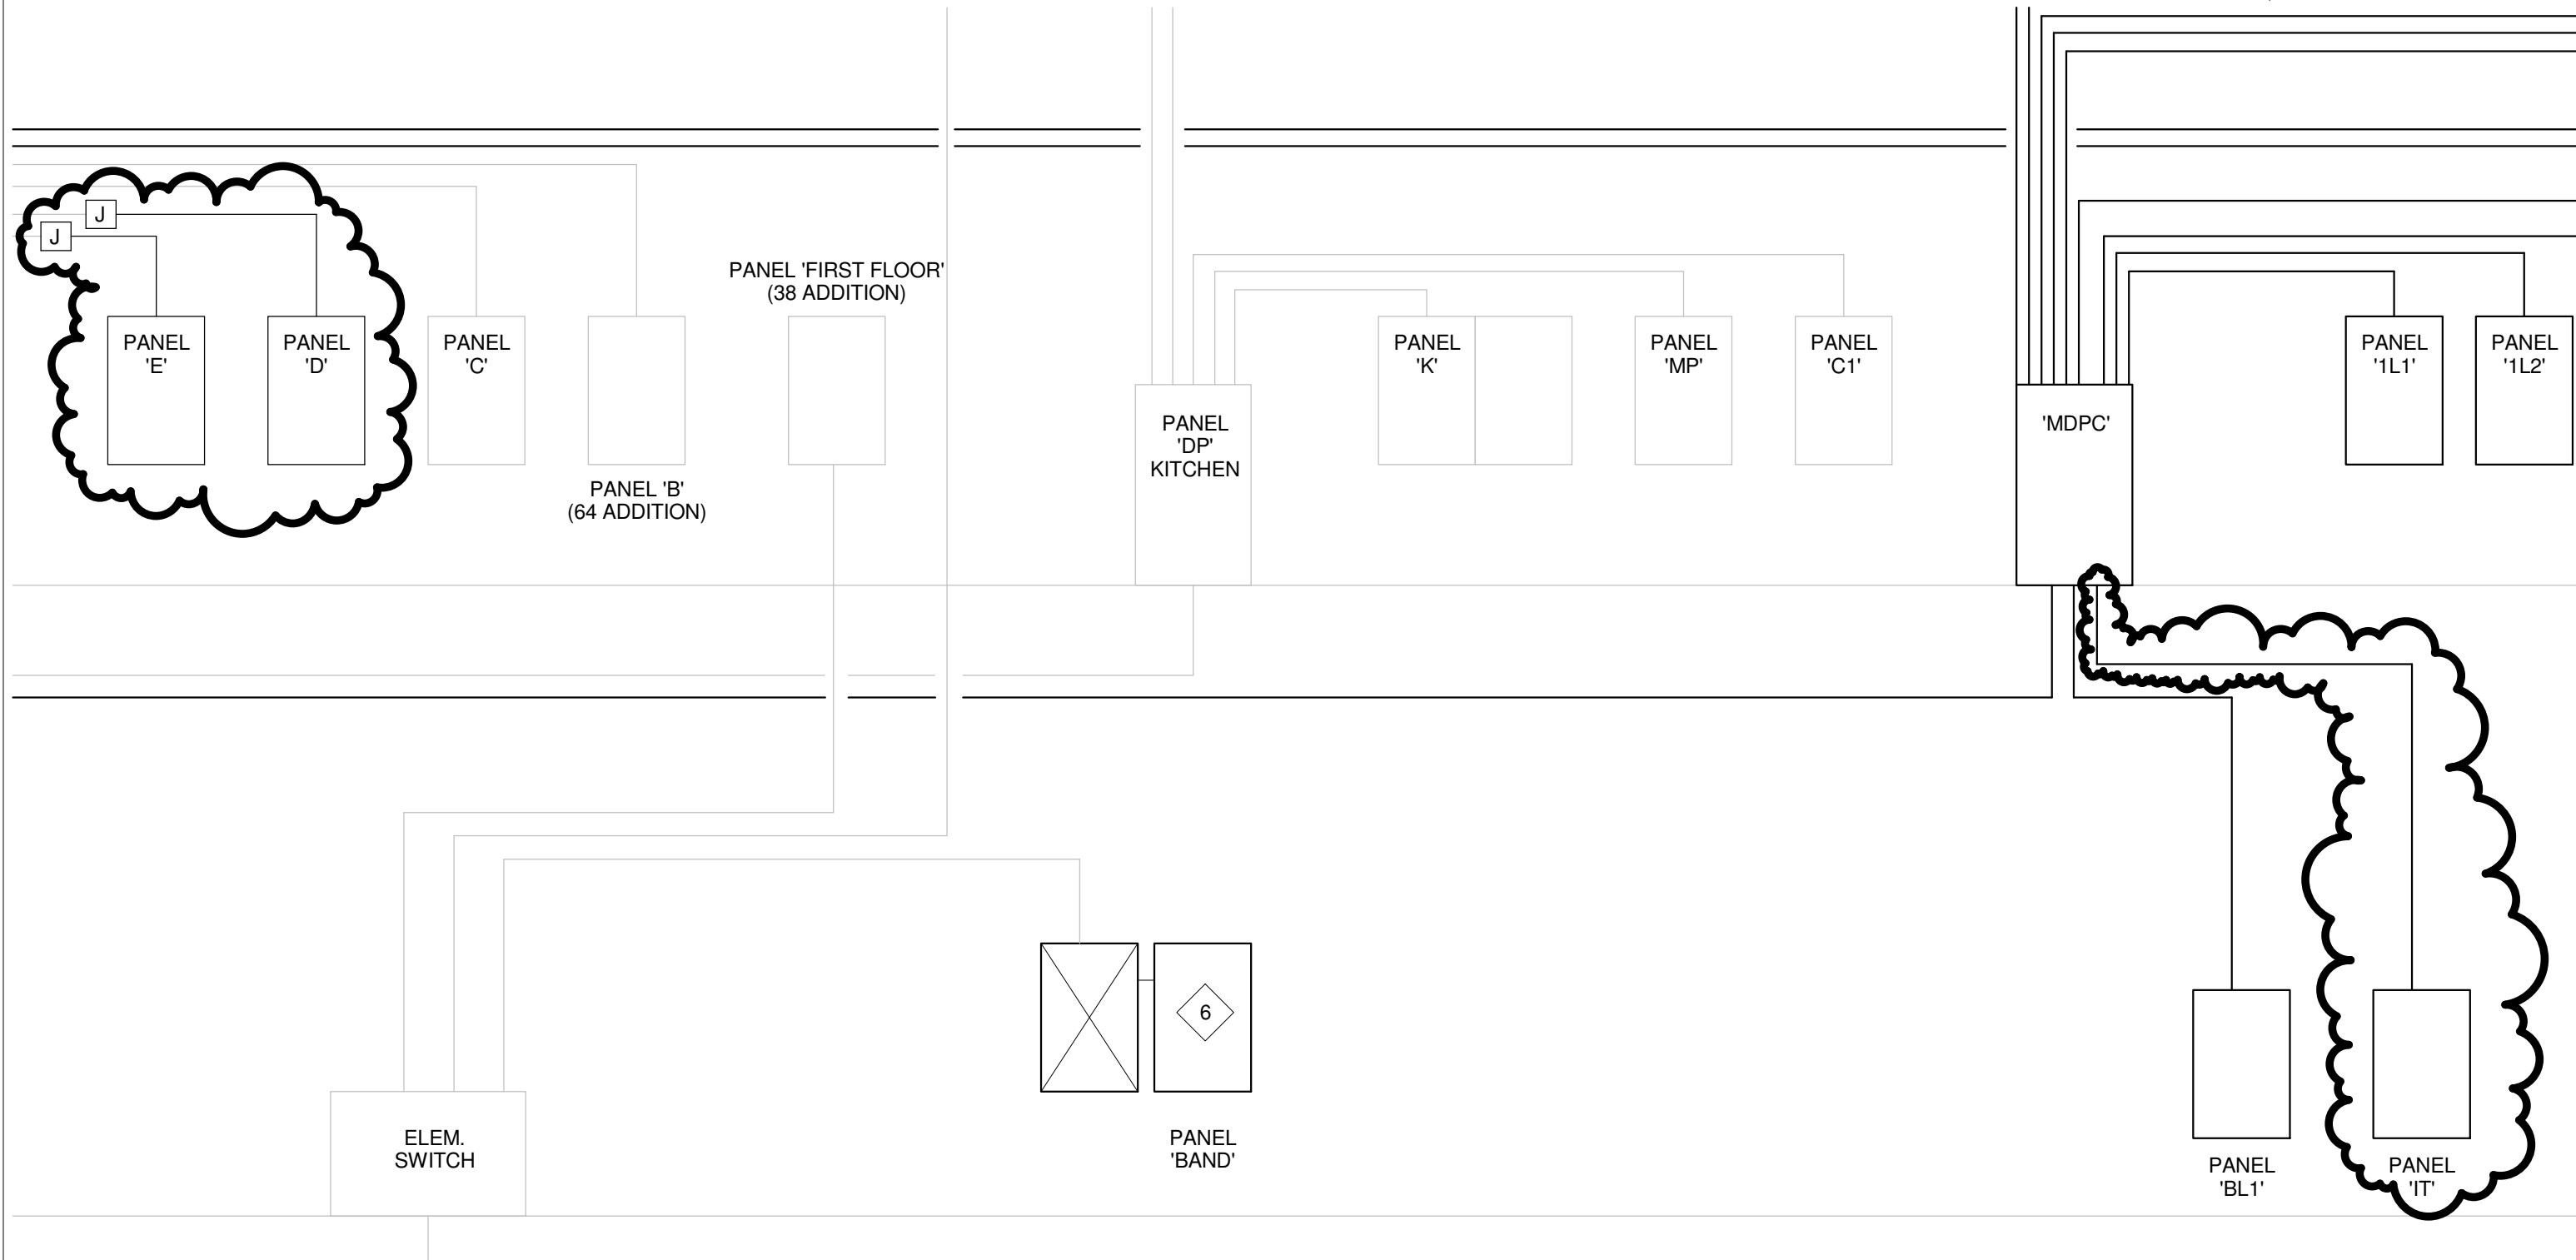 J
J
PANEL 'FIRST FLOOR'
(38 ADDITION)
PANEL
'E'
PANEL
'D'
PANEL
'C'
PANEL 'B'
(64 ADDITION)
PANEL
'DP'
KITCHEN
PANEL
'K'
PANEL
'MP'
PANEL
'C1'
'MDPC'
PANEL
'1L1'
PANEL
'1L2'
6
ELEM.
SWITCH
PANEL
'BAND'
PANEL
'BL1'
PANEL
'IT'